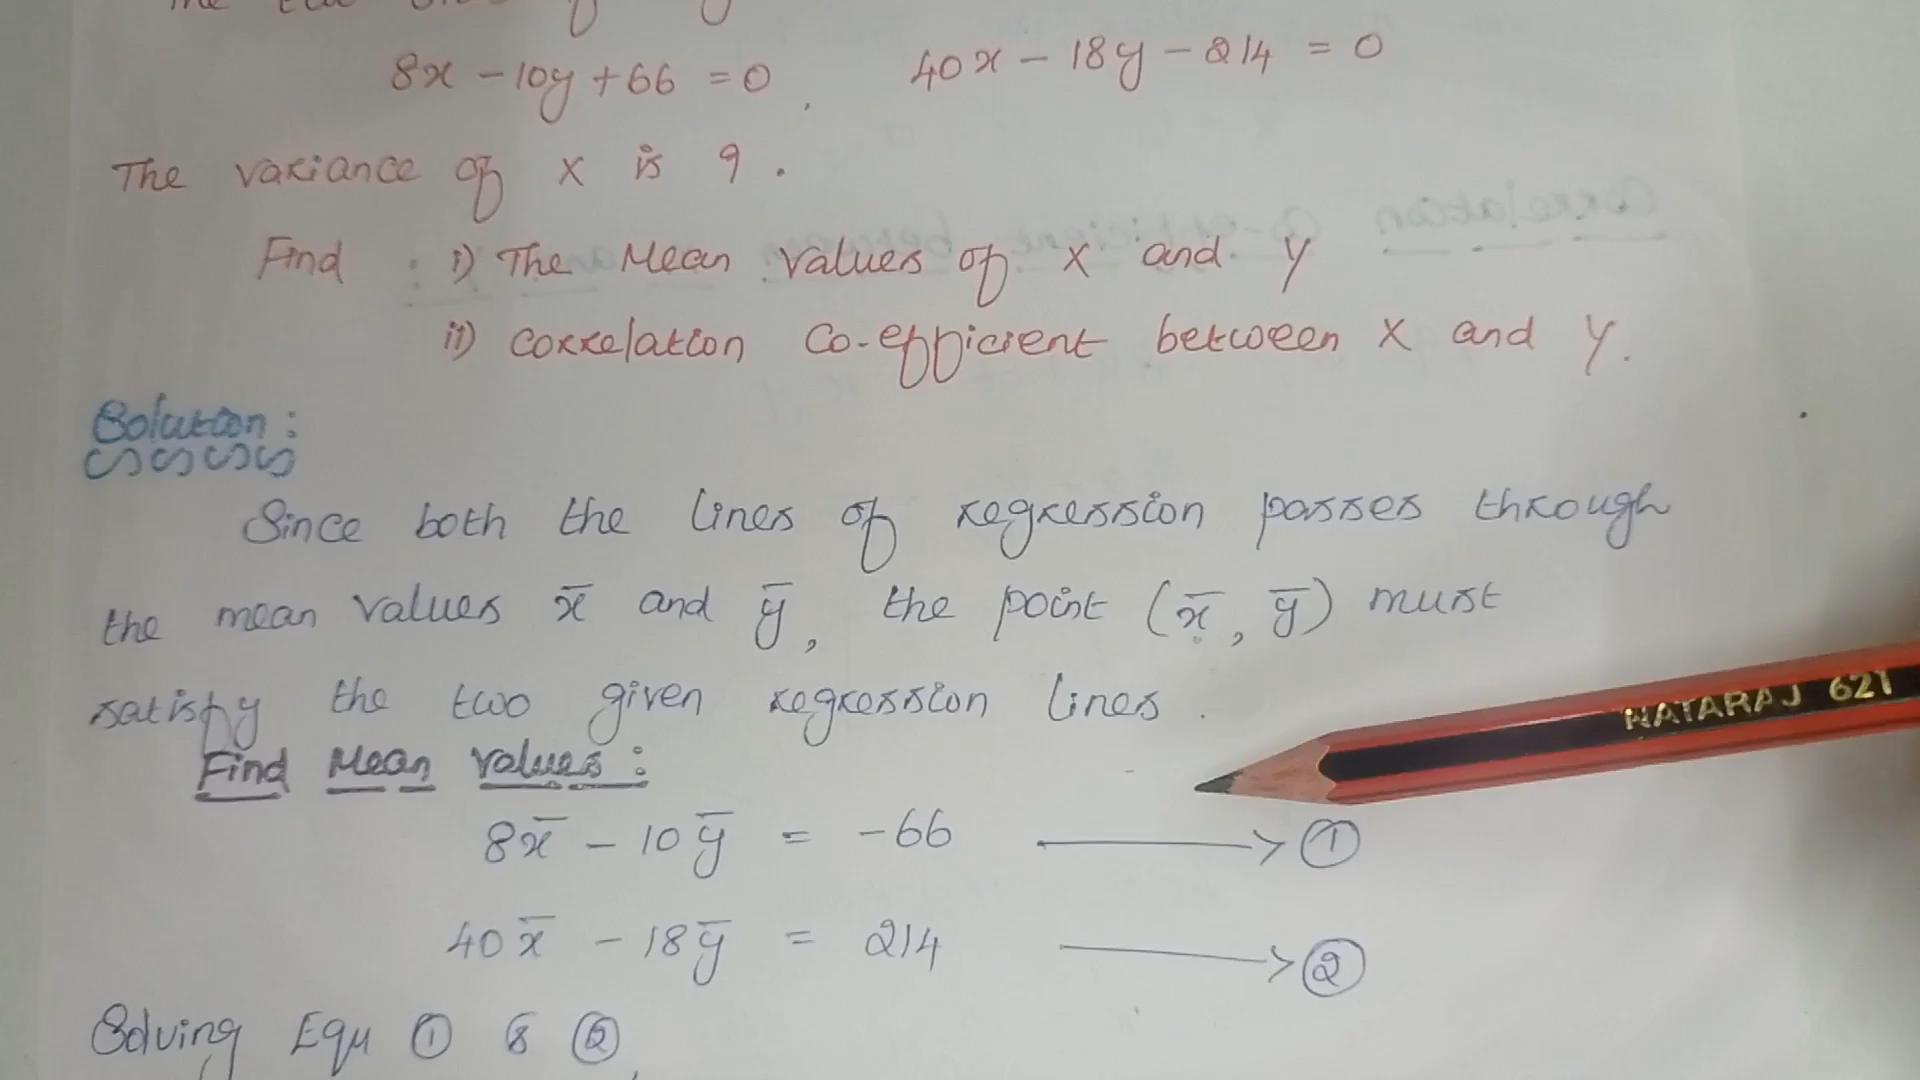 8x - 10y + 66 = 0, 40x - 18y - 214 = 0
The variance of x is 9.
Find : i) The Mean values of x and y
ii) Correlation Co-efficient between x and y.
Solution:
Since both the lines of regression passes through
the mean values x̄ and ȳ, the point (x̄, ȳ) must
satisfy the two given regression lines.
Find Mean values:
8x̄ - 10ȳ = -66 → ①
40x̄ - 18ȳ = 214 → ②
Solving Equ ① & ②,
NATARAJ 621